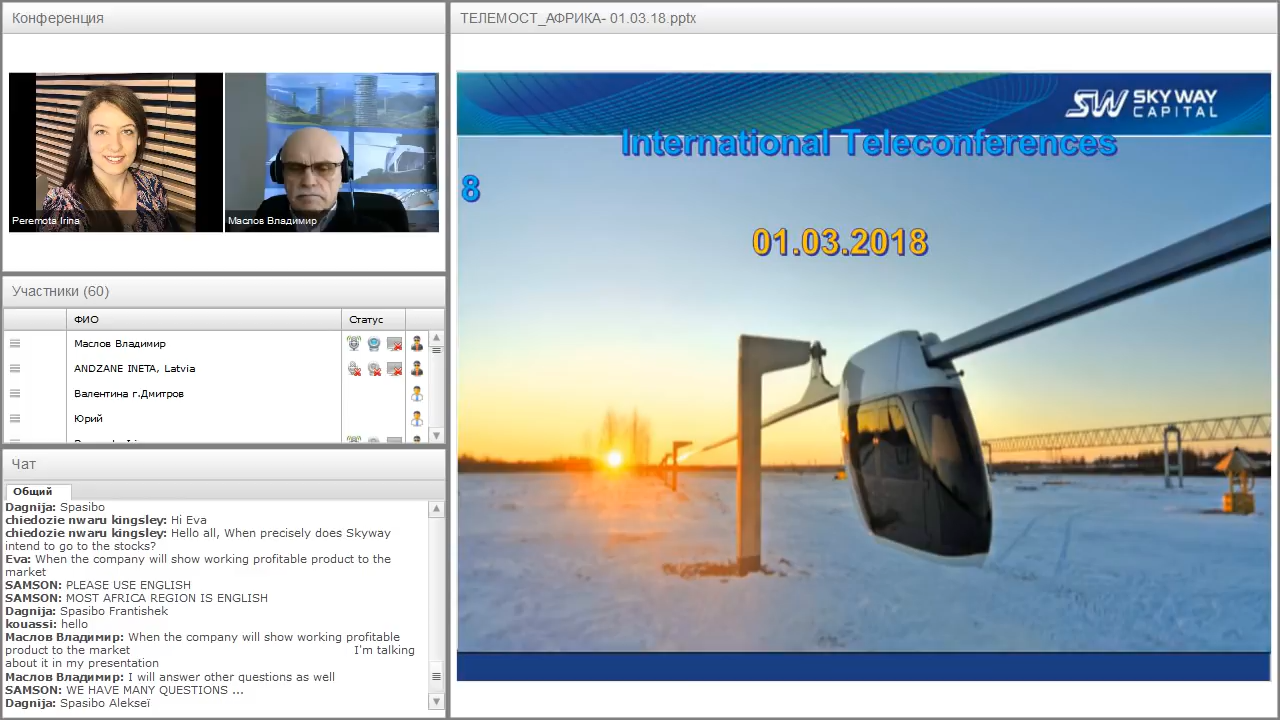 Конференция
Peremota Irina
Маслов Владимир
Участники (60)
ФИО
Статус
Маслов Владимир
ANDZANE INETA, Latvia
Валентина г.Дмитров
Юрий
Чат
Общий
Dagnija: Spasibo
chiedozie nwaru kingsley: Hi Eva
chiedozie nwaru kingsley: Hello all, When precisely does Skyway
intend to go to the stocks?
Eva: When the company will show working profitable product to the
market
SAMSON: PLEASE USE ENGLISH
SAMSON: MOST AFRICA REGION IS ENGLISH
Dagnija: Spasibo Frantishek
kouassi: hello
Маслов Владимир: When the company will show working profitable
product to the market I'm talking
about it in my presentation
Маслов Владимир: I will answer other questions as well
SAMSON: WE HAVE MANY QUESTIONS ...
Dagnija: Spasibo Alekseï
ТЕЛЕМОСТ_АФРИКА- 01.03.18.pptx
SW SKY WAY
CAPITAL
International Teleconferences
8
01.03.2018